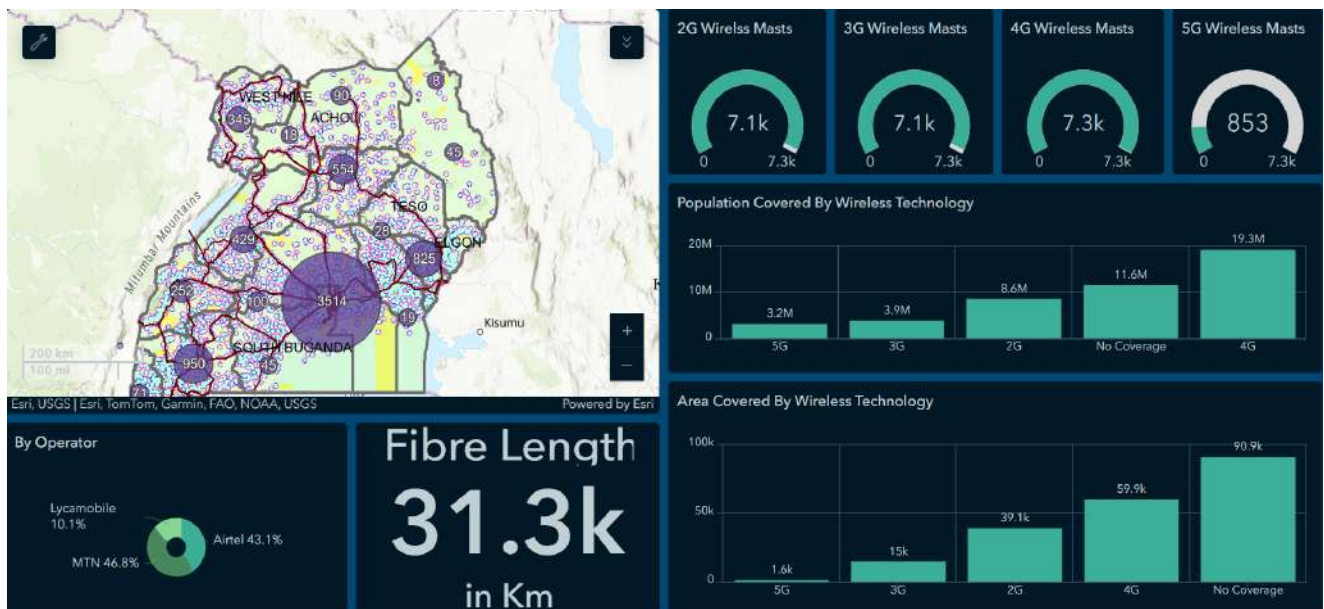 WEST NILE
ACHOLI
TESO
ELGON
SOUTH BUGANDA
Mitumba Mountains
Kisumu
345
90
8
18
554
45
429
28
825
252
100
3514
19
950
45
71
200 km
100 mi
+
−
Esri, USGS | Esri, TomTom, Garmin, FAO, NOAA, USGS
Powered by Esri
By Operator
Lycamobile
10.1%
Airtel 43.1%
MTN 46.8%
Fibre Length
31.3k
in Km
2G Wirelss Masts
7.1k
0
7.3k
3G Wireless Masts
7.1k
0
7.3k
4G Wireless Masts
7.3k
0
7.3k
5G Wireless Masts
853
0
7.3k
Population Covered By Wireless Technology
20M
10M
0
3.2M
3.9M
8.6M
11.6M
19.3M
5G
3G
2G
No Coverage
4G
Area Covered By Wireless Technology
100k
50k
0
1.6k
15k
39.1k
59.9k
90.9k
5G
3G
2G
4G
No Coverage